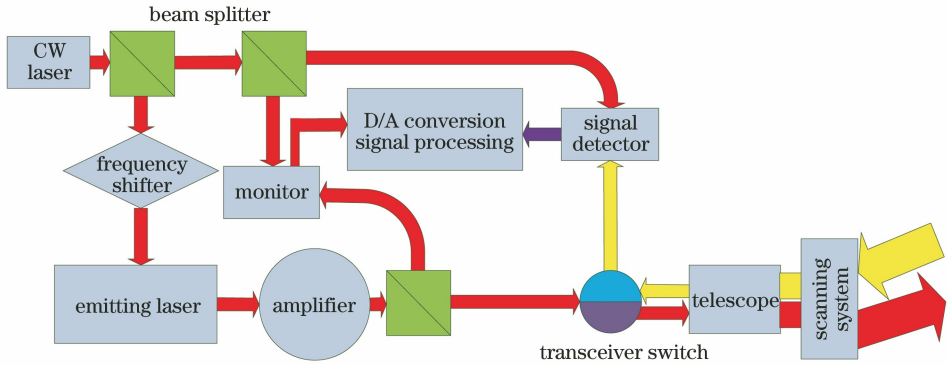 beam splitter
CW
laser
D/A conversion
signal processing
signal
detector
frequency
shifter
monitor
emitting laser
amplifier
telescope
scanning
system
transceiver switch